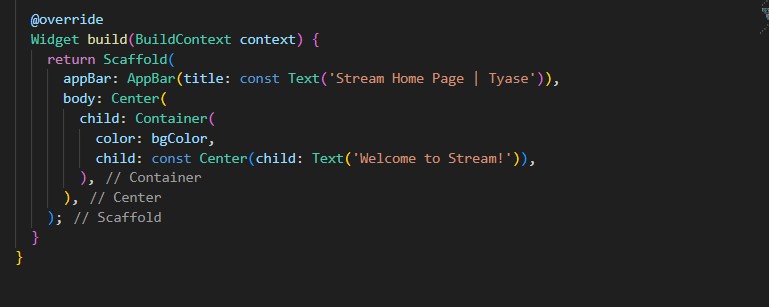 @override
Widget build(BuildContext context) {
return Scaffold(
appBar: AppBar(title: const Text('Stream Home Page | Tyase')),
body: Center(
child: Container(
color: bgColor,
child: const Center(child: Text('Welcome to Stream!')),
), // Container
), // Center
); // Scaffold
}
}